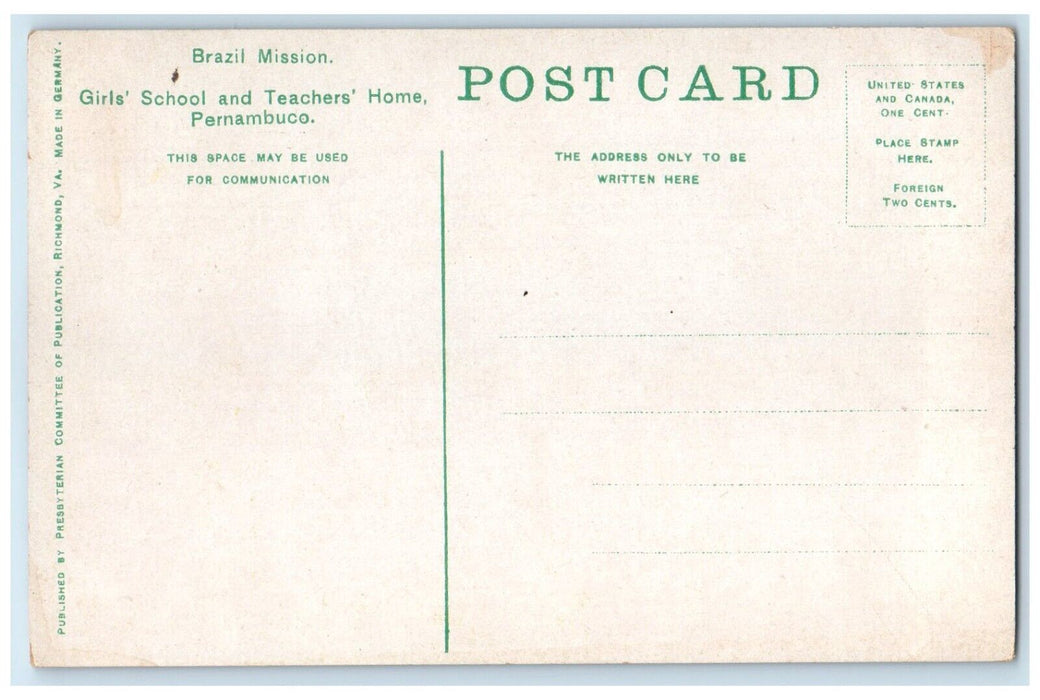 Brazil Mission.
Girls' School and Teachers' Home,
Pernambuco.
THIS SPACE MAY BE USED
FOR COMMUNICATION
POST CARD
THE ADDRESS ONLY TO BE
WRITTEN HERE
UNITED STATES
AND CANADA,
ONE CENT.
PLACE STAMP
HERE.
FOREIGN
TWO CENTS.
PUBLISHED BY PRESBYTERIAN COMMITTEE OF PUBLICATION, RICHMOND, VA. MADE IN GERMANY.